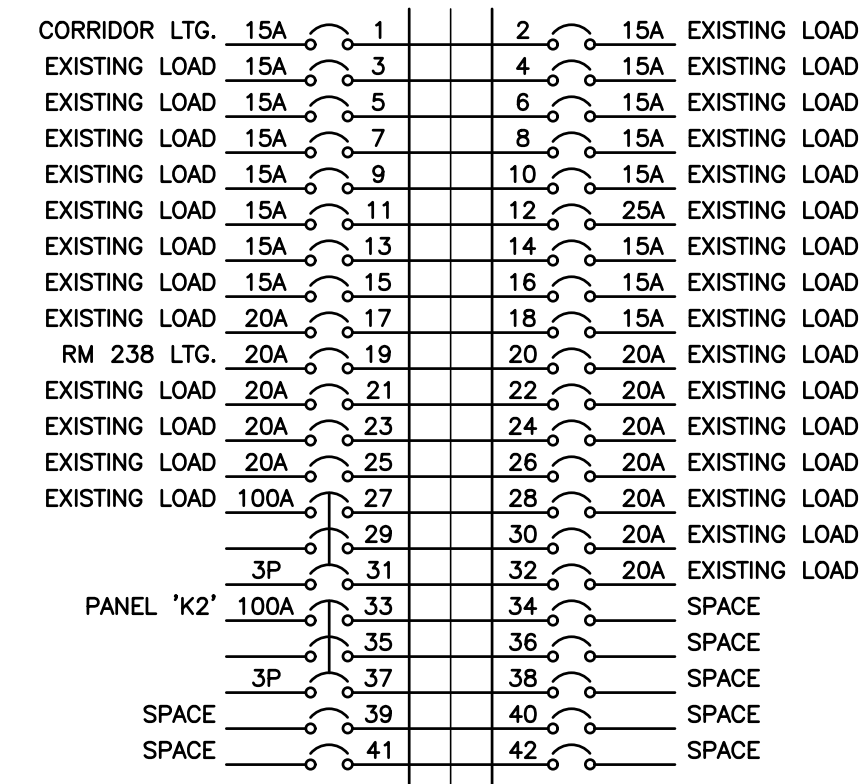 CORRIDOR LTG. 15A 1 2 15A EXISTING LOAD
EXISTING LOAD 15A 3 4 15A EXISTING LOAD
EXISTING LOAD 15A 5 6 15A EXISTING LOAD
EXISTING LOAD 15A 7 8 15A EXISTING LOAD
EXISTING LOAD 15A 9 10 15A EXISTING LOAD
EXISTING LOAD 15A 11 12 25A EXISTING LOAD
EXISTING LOAD 15A 13 14 15A EXISTING LOAD
EXISTING LOAD 15A 15 16 15A EXISTING LOAD
EXISTING LOAD 20A 17 18 15A EXISTING LOAD
RM 238 LTG. 20A 19 20 20A EXISTING LOAD
EXISTING LOAD 20A 21 22 20A EXISTING LOAD
EXISTING LOAD 20A 23 24 20A EXISTING LOAD
EXISTING LOAD 20A 25 26 20A EXISTING LOAD
EXISTING LOAD 100A 27 28 20A EXISTING LOAD
29 30 20A EXISTING LOAD
3P 31 32 20A EXISTING LOAD
PANEL 'K2' 100A 33 34 SPACE
35 36 SPACE
3P 37 38 SPACE
SPACE 39 40 SPACE
SPACE 41 42 SPACE